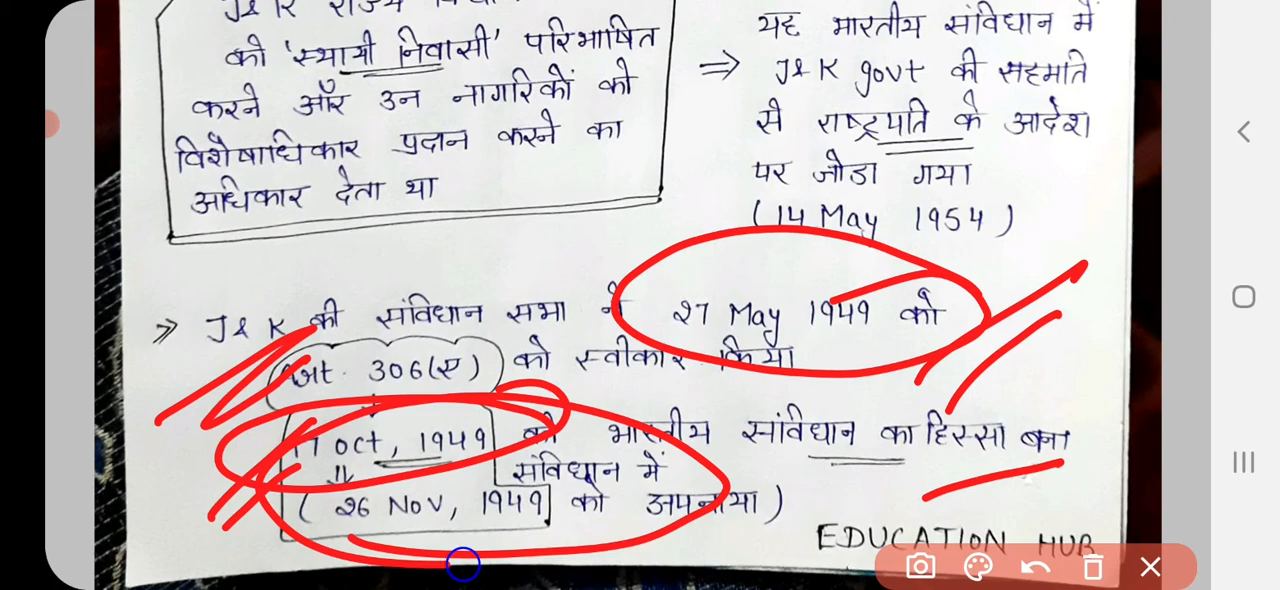 J&K राज्य
को 'स्थायी निवासी' परिभाषित
करने और उन नागरिकों को
विशेषाधिकार प्रदान करने का
अधिकार देता था
यह भारतीय संविधान में
⇒ J&K govt की सहमति
से राष्ट्रपति के आदेश
पर जोडा गया
(14 May 1954)
» J&K की संविधान सभा ने 27 May 1949 को
Art. 306(ए) को स्वीकार किया
17 Oct, 1949 को भारतीय संविधान का हिस्सा बना
संविधान में
(26 Nov, 1949 को अपनाया)
EDUCATION HUB